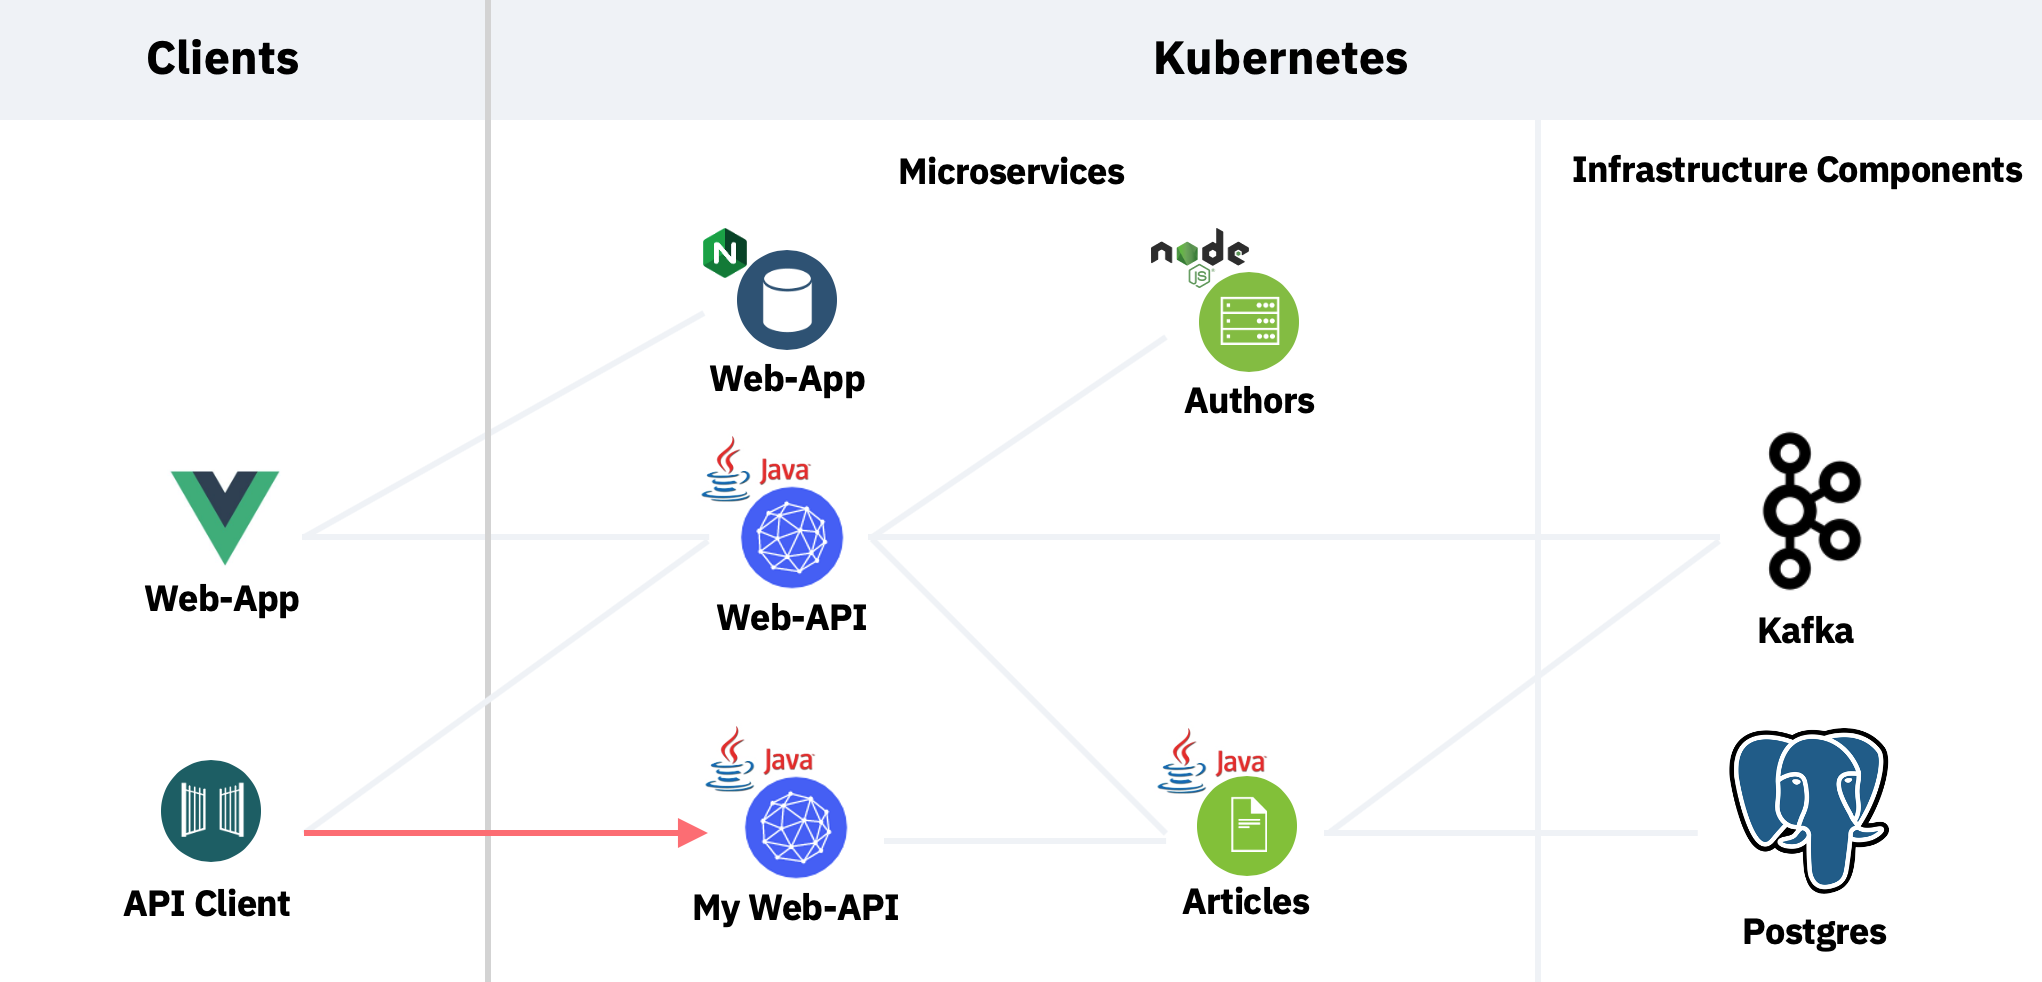 Clients
Kubernetes
Microservices
Infrastructure Components
N
node
JS
Web-App
Authors
Java
Web-App
Web-API
Kafka
Java
Java
API Client
My Web-API
Articles
Postgres